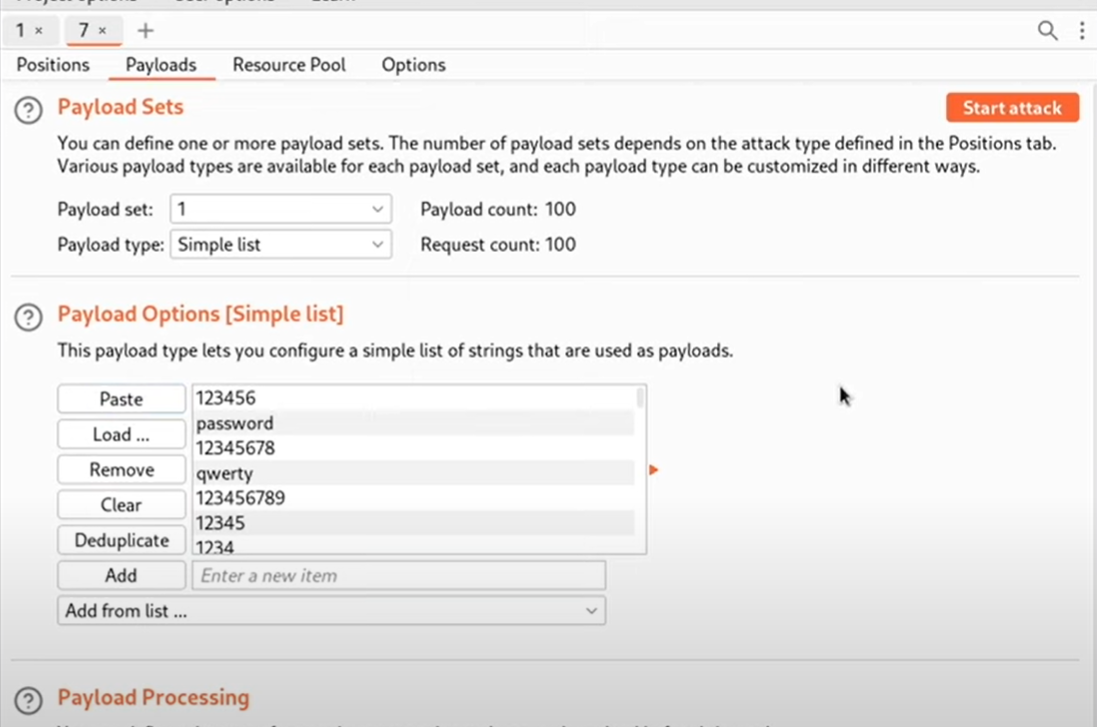 1 × 7 × +
Positions Payloads Resource Pool Options
Payload Sets
Start attack
You can define one or more payload sets. The number of payload sets depends on the attack type defined in the Positions tab.
Various payload types are available for each payload set, and each payload type can be customized in different ways.
Payload set: 1 Payload count: 100
Payload type: Simple list Request count: 100
Payload Options [Simple list]
This payload type lets you configure a simple list of strings that are used as payloads.
Paste
Load ...
Remove
Clear
Deduplicate
123456
password
12345678
qwerty
123456789
12345
1234
Add Enter a new item
Add from list ...
Payload Processing